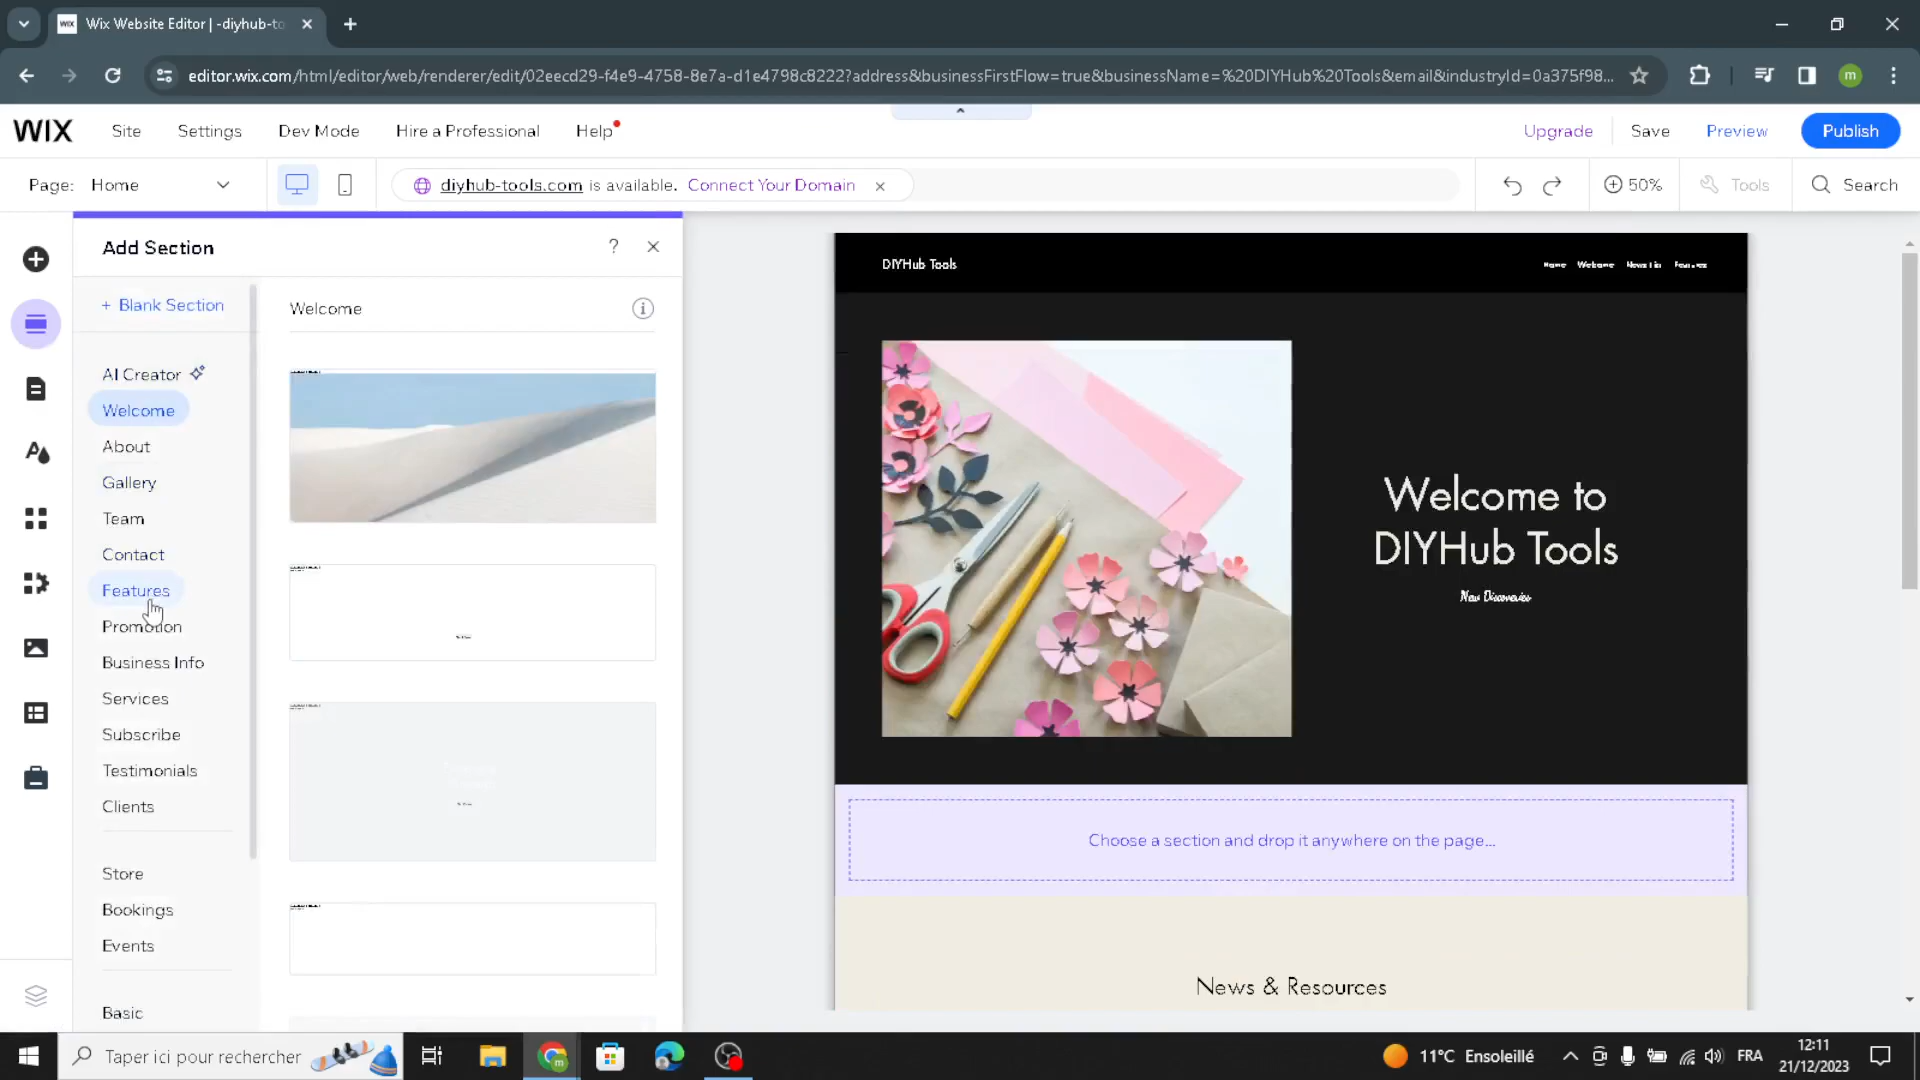 WIX Wix Website Editor | -diyhub-to
editor.wix.com/html/editor/web/renderer/edit/02eecd29-f4e9-4758-8e7a-d1e4798c8222?address&businessFirstFlow=true&businessName=%20DIYHub%20Tools&email&industryId=0a375f98... m
WIX Site Settings Dev Mode Hire a Professional Help Upgrade Save Preview Publish
Page: Home diyhub-tools.com is available. Connect Your Domain 50% Tools Search
Add Section ?
+ Blank Section
Welcome
AI Creator
Welcome
About
Gallery
Team
Contact
Features
Promotion
Business Info
Services
Subscribe
Testimonials
Clients
Store
Bookings
Events
Basic
DIYHub Tools Home Welcome
Welcome to
DIYHub Tools
New Discoveries
Choose a section and drop it anywhere on the page...
News & Resources
Taper ici pour rechercher m 11°C Ensoleillé FRA 12:11
21/12/2023